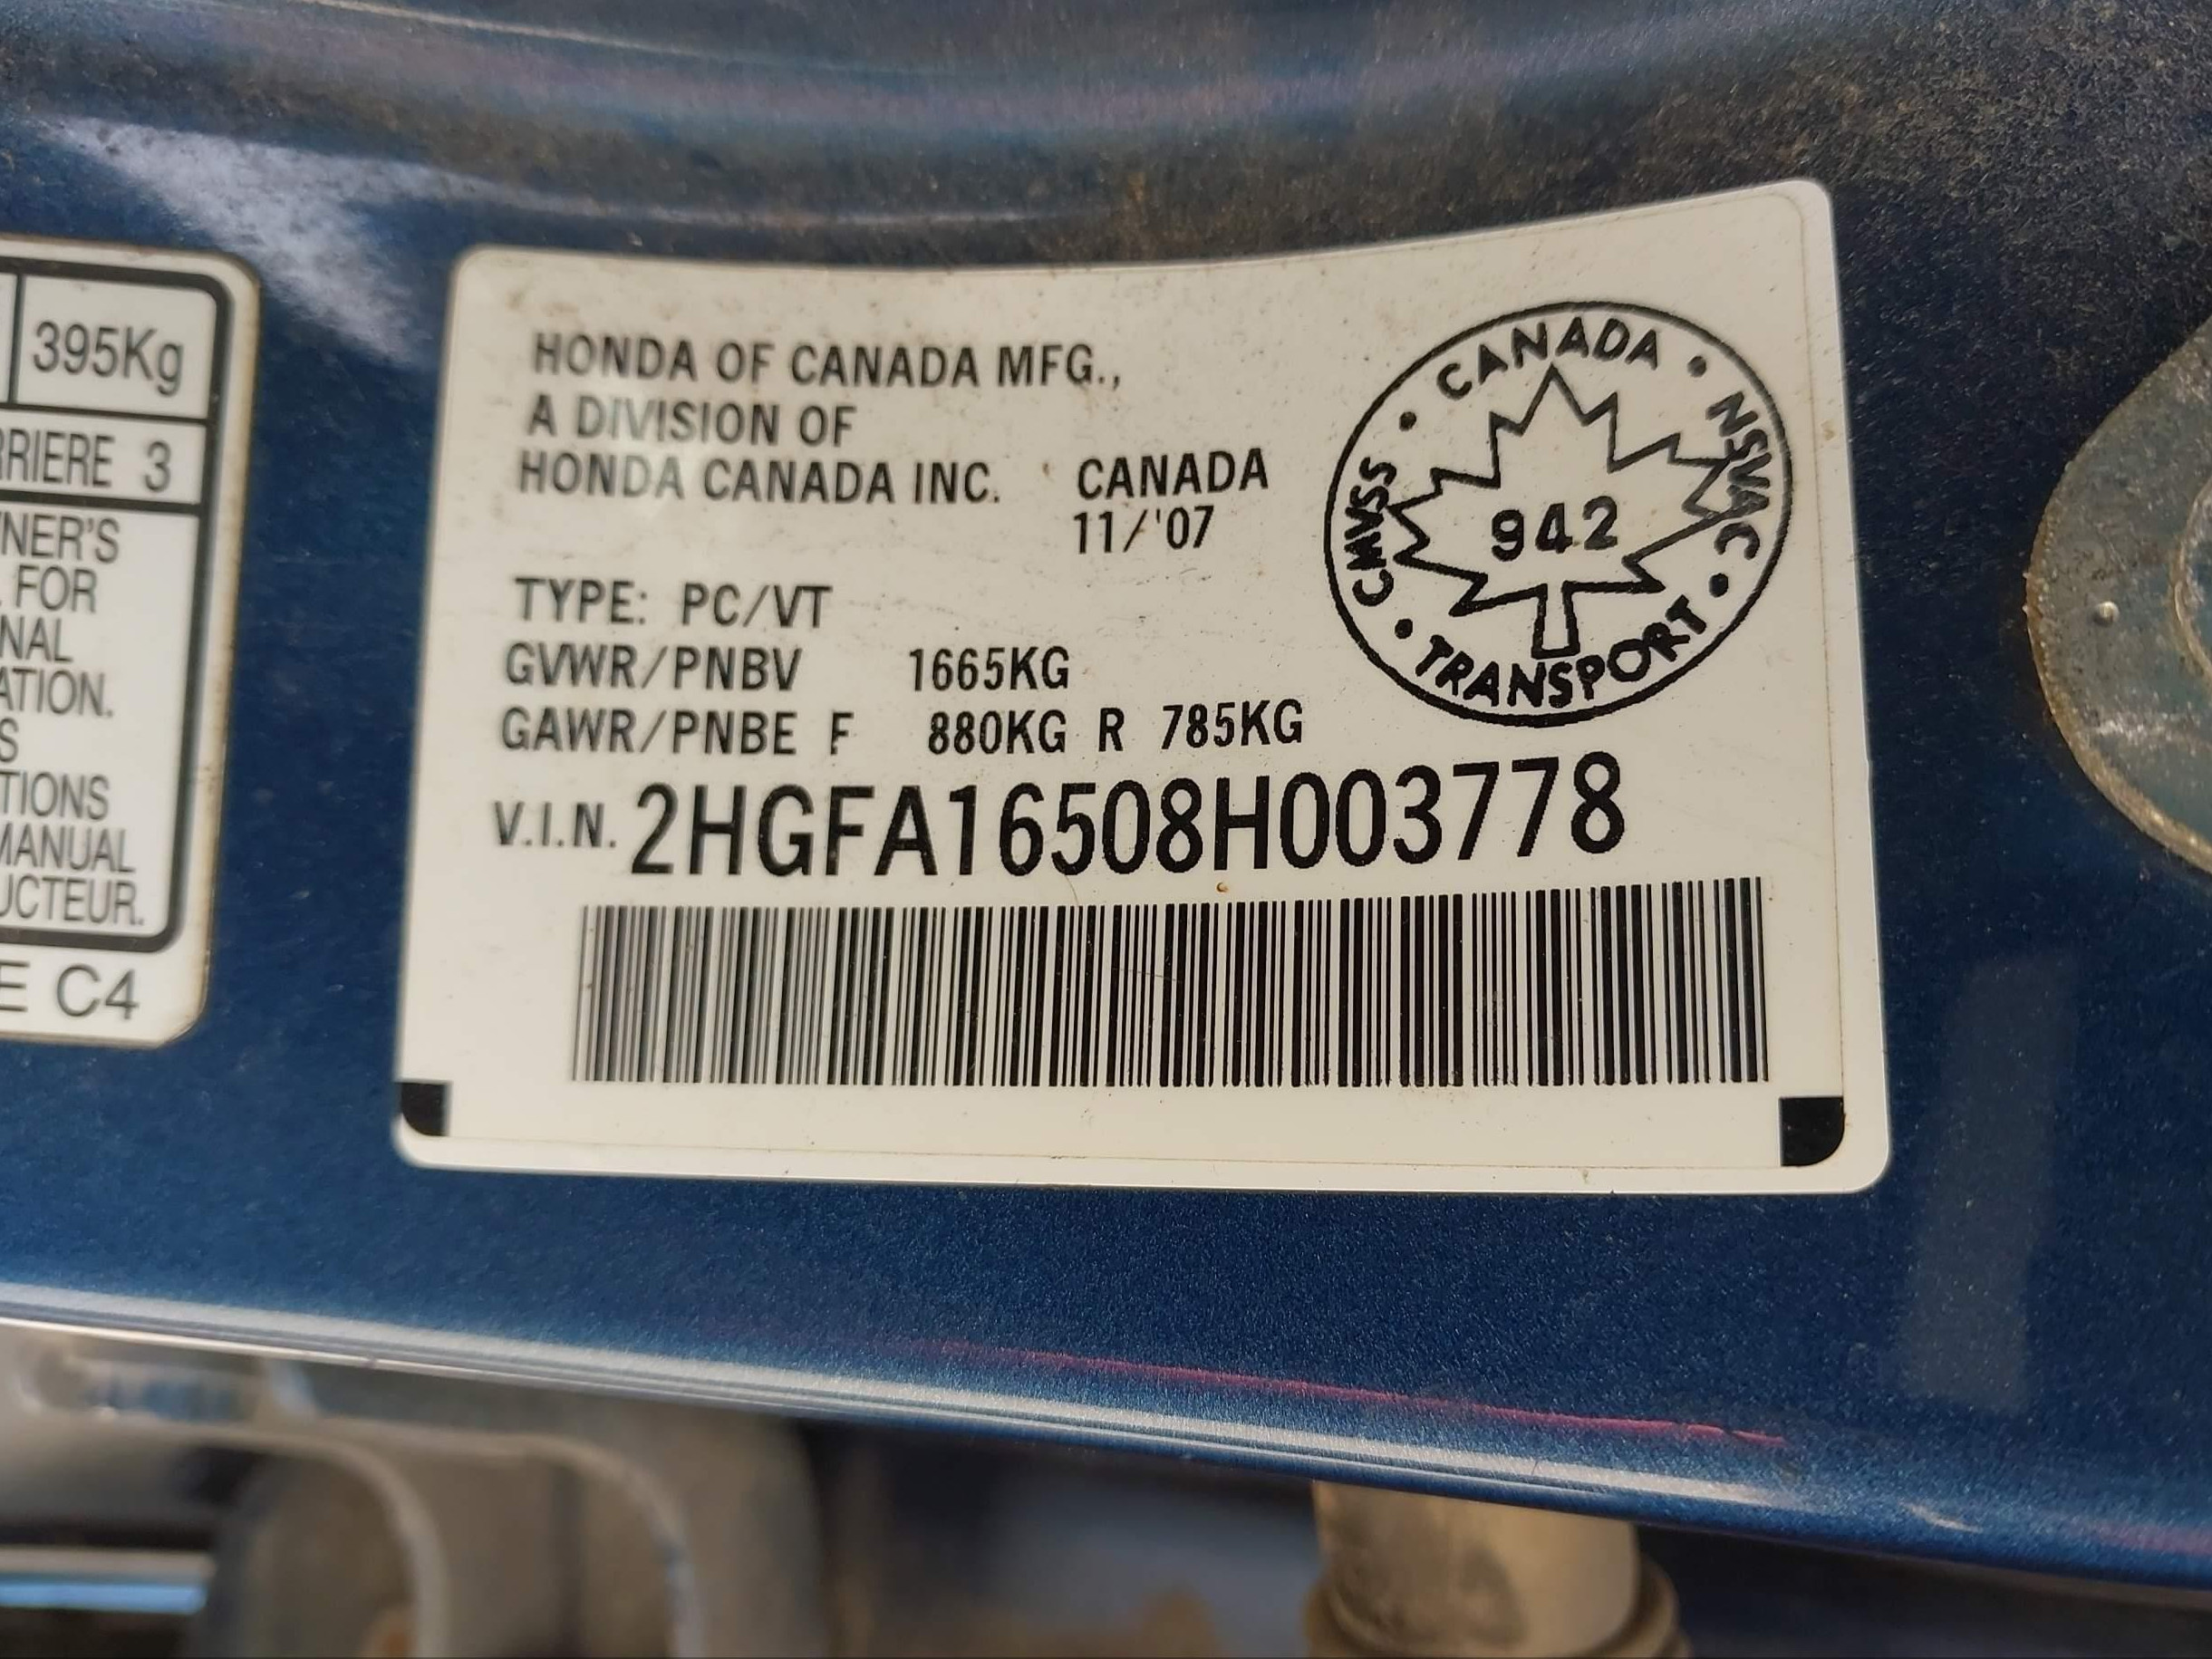 395Kg
RRIERE 3
NER'S
FOR
NAL
ATION.
S
TIONS
MANUAL
UCTEUR.
E C4
HONDA OF CANADA MFG.,
A DIVISION OF
HONDA CANADA INC. CANADA
11/'07
TYPE: PC/VT
GVWR/PNBV 1665KG
GAWR/PNBE F 880KG R 785KG
V.I.N. 2HGFA16508H003778
• CANADA • NSVAC • TRANSPORT • CMVSS
942